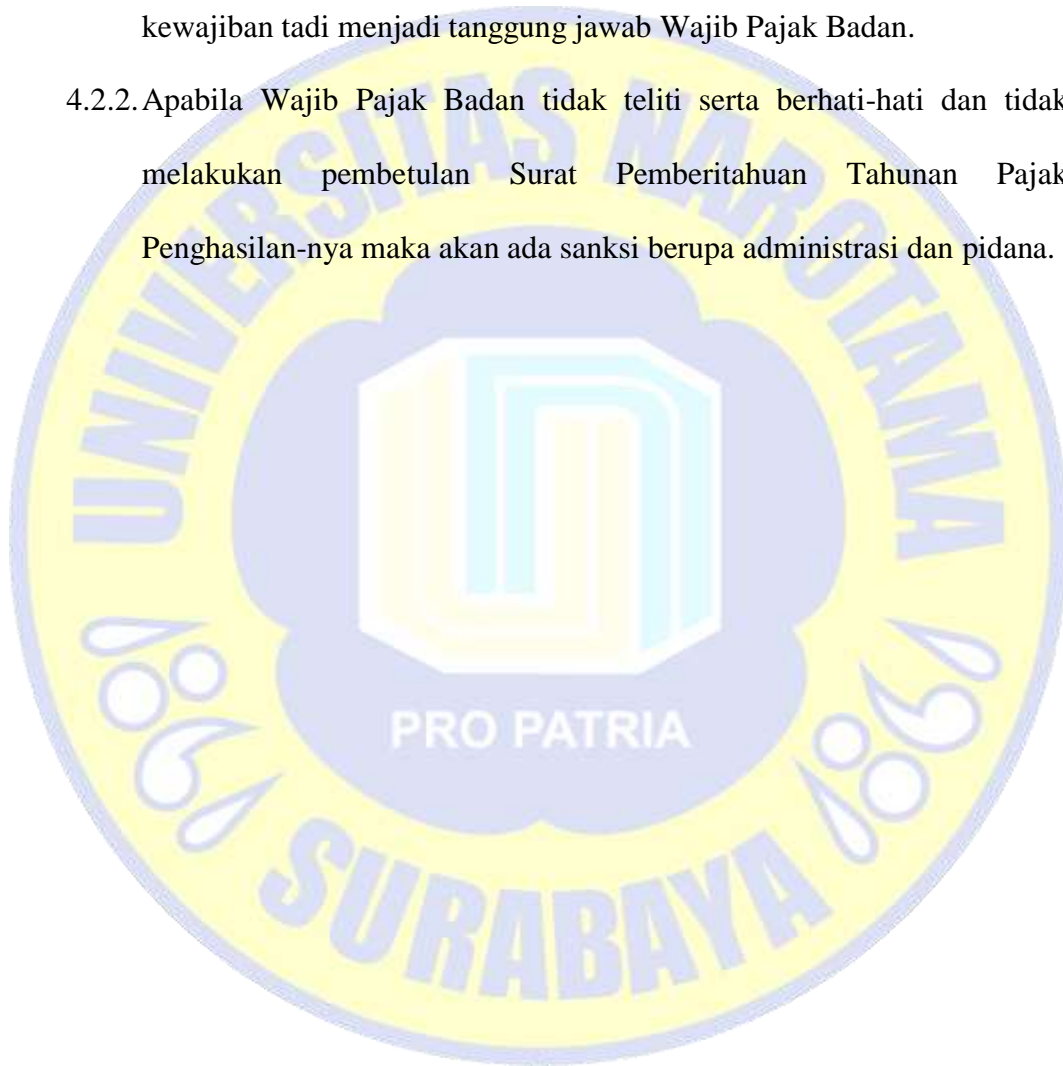 kewajiban tadi menjadi tanggung jawab Wajib Pajak Badan.
4.2.2. Apabila Wajib Pajak Badan tidak teliti serta berhati-hati dan tidak
melakukan pembetulan Surat Pemberitahuan Tahunan Pajak
Penghasilan-nya maka akan ada sanksi berupa administrasi dan pidana.
UNIVERSITAS NAROTAMA
PRO PATRIA
SURABAYA